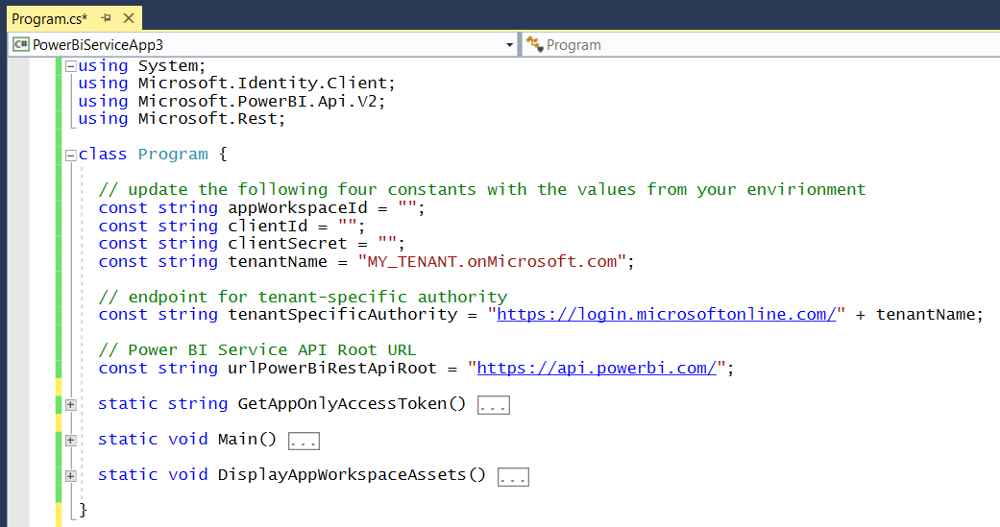 Program.cs*
C# PowerBiServiceApp3
Program
using System;
using Microsoft.Identity.Client;
using Microsoft.PowerBI.Api.V2;
using Microsoft.Rest;
class Program {
// update the following four constants with the values from your envirionment
const string appWorkspaceId = "";
const string clientId = "";
const string clientSecret = "";
const string tenantName = "MY_TENANT.onMicrosoft.com";
// endpoint for tenant-specific authority
const string tenantSpecificAuthority = "https://login.microsoftonline.com/" + tenantName;
// Power BI Service API Root URL
const string urlPowerBiRestApiRoot = "https://api.powerbi.com/";
static string GetAppOnlyAccessToken() ...
static void Main() ...
static void DisplayAppWorkspaceAssets() ...
}